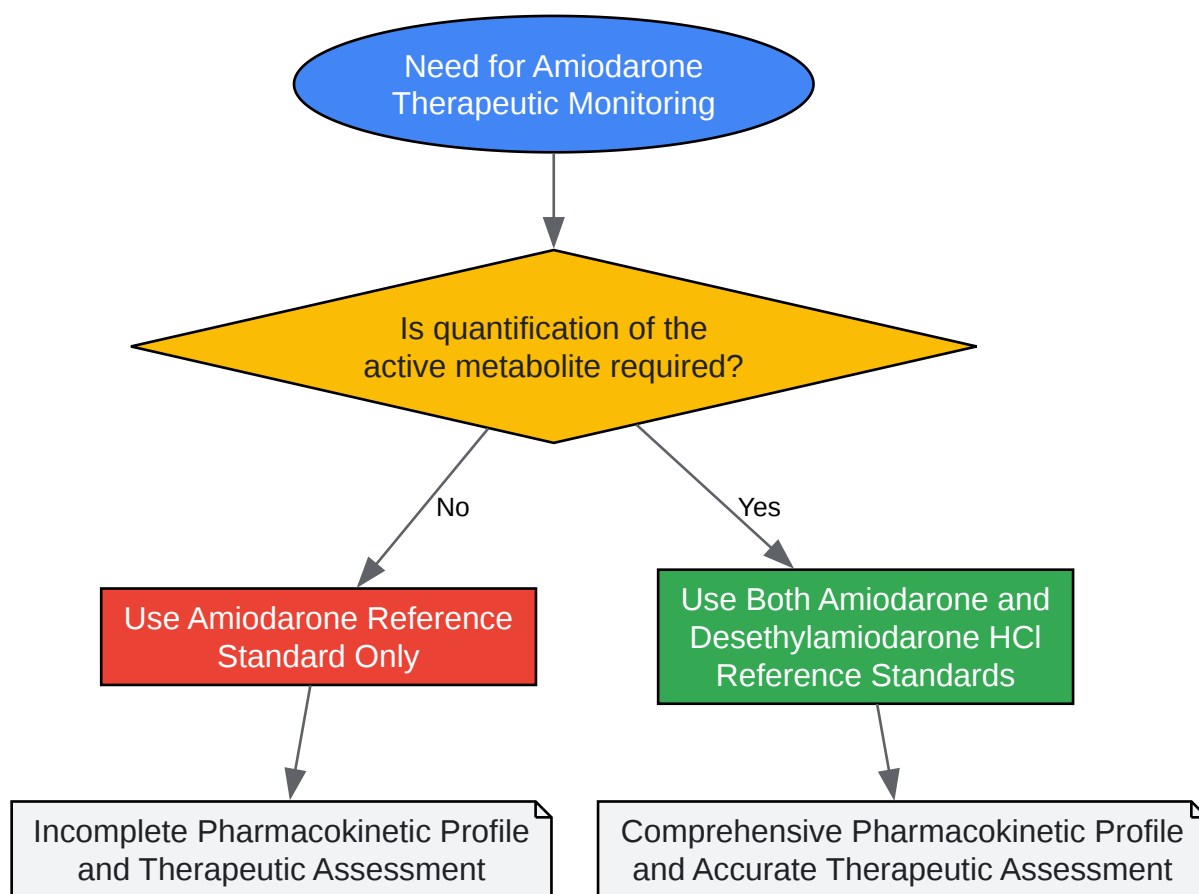 Need for Amiodarone
Therapeutic Monitoring
Is quantification of the
active metabolite required?
No
Yes
Use Amiodarone Reference
Standard Only
Use Both Amiodarone and
Desethylamiodarone HCl
Reference Standards
Incomplete Pharmacokinetic Profile
and Therapeutic Assessment
Comprehensive Pharmacokinetic Profile
and Accurate Therapeutic Assessment